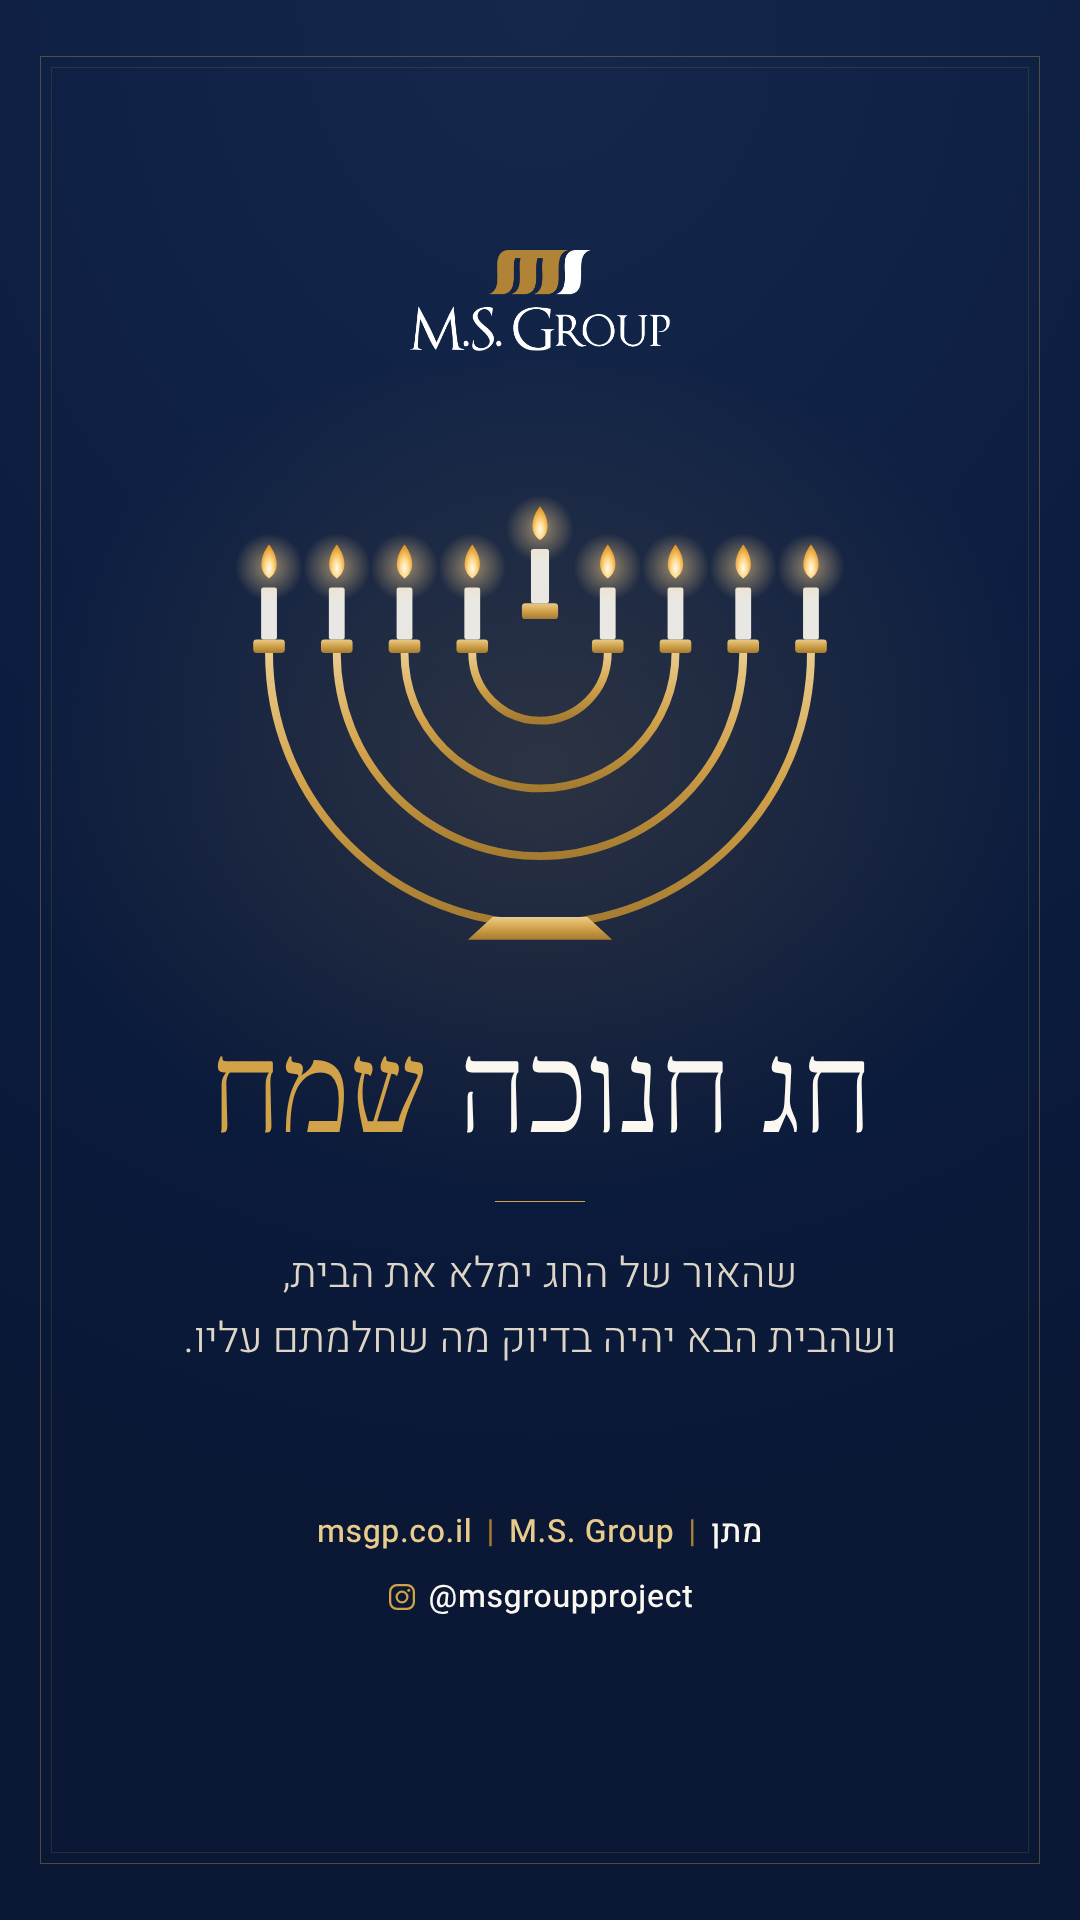 M.S. GROUP
חג חנוכה שמח
שהאור של החג ימלא את הבית,
ושהבית הבא יהיה בדיוק מה שחלמתם עליו.
מתן | M.S. Group | msgp.co.il
@msgroupproject